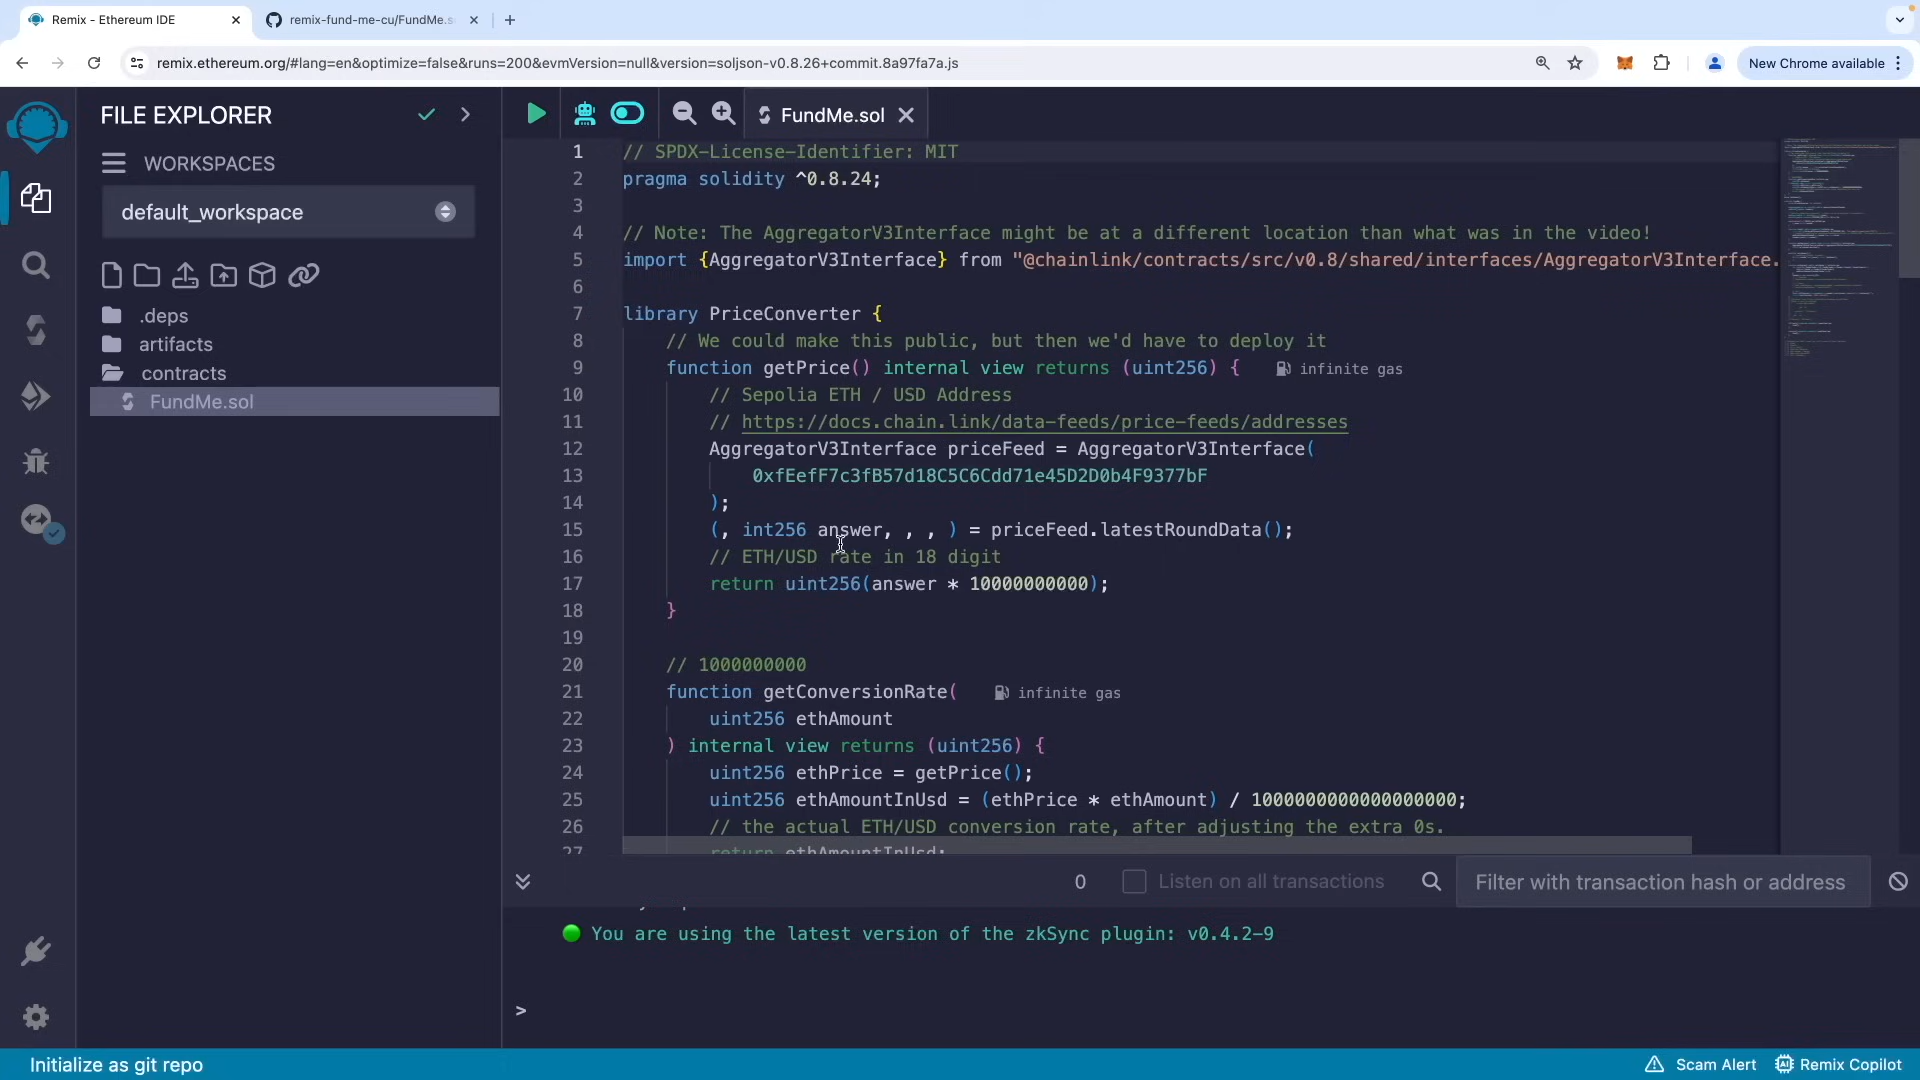 Remix - Ethereum IDE
remix-fund-me-cu/FundMe.s
remix.ethereum.org/#lang=en&optimize=false&runs=200&evmVersion=null&version=soljson-v0.8.26+commit.8a97fa7a.js
New Chrome available
FILE EXPLORER
WORKSPACES
default_workspace
.deps
artifacts
contracts
FundMe.sol
FundMe.sol
1 // SPDX-License-Identifier: MIT
2 pragma solidity ^0.8.24;
3
4 // Note: The AggregatorV3Interface might be at a different location than what was in the video!
5 import {AggregatorV3Interface} from "@chainlink/contracts/src/v0.8/shared/interfaces/AggregatorV3Interface.
6
7 library PriceConverter {
8 // We could make this public, but then we'd have to deploy it
9 function getPrice() internal view returns (uint256) { infinite gas
10 // Sepolia ETH / USD Address
11 // https://docs.chain.link/data-feeds/price-feeds/addresses
12 AggregatorV3Interface priceFeed = AggregatorV3Interface(
13 0xfEefF7c3fB57d18C5C6Cdd71e45D2D0b4F9377bF
14 );
15 (, int256 answer, , , ) = priceFeed.latestRoundData();
16 // ETH/USD rate in 18 digit
17 return uint256(answer * 10000000000);
18 }
19
20 // 1000000000
21 function getConversionRate( infinite gas
22 uint256 ethAmount
23 ) internal view returns (uint256) {
24 uint256 ethPrice = getPrice();
25 uint256 ethAmountInUsd = (ethPrice * ethAmount) / 1000000000000000000;
26 // the actual ETH/USD conversion rate, after adjusting the extra 0s.
27 return ethAmountInUsd;
0
Listen on all transactions
Filter with transaction hash or address
You are using the latest version of the zkSync plugin: v0.4.2-9
>
Initialize as git repo
Scam Alert
Remix Copilot